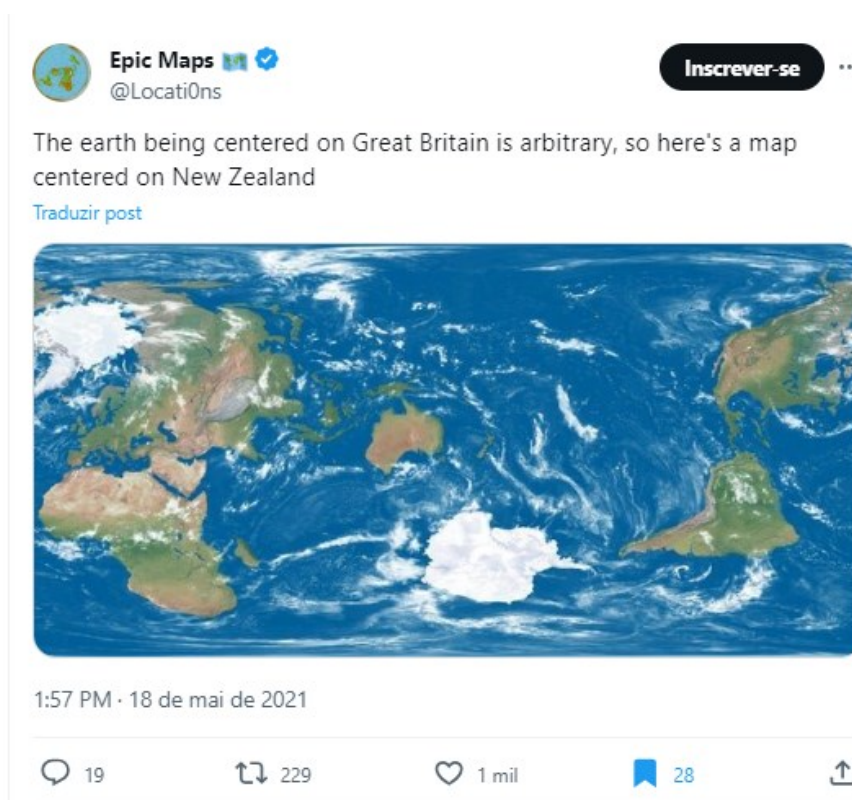 Epic Maps
@Locati0ns
Inscrever-se
The earth being centered on Great Britain is arbitrary, so here's a map
centered on New Zealand
Traduzir post
1:57 PM · 18 de mai de 2021
19
229
1 mil
28